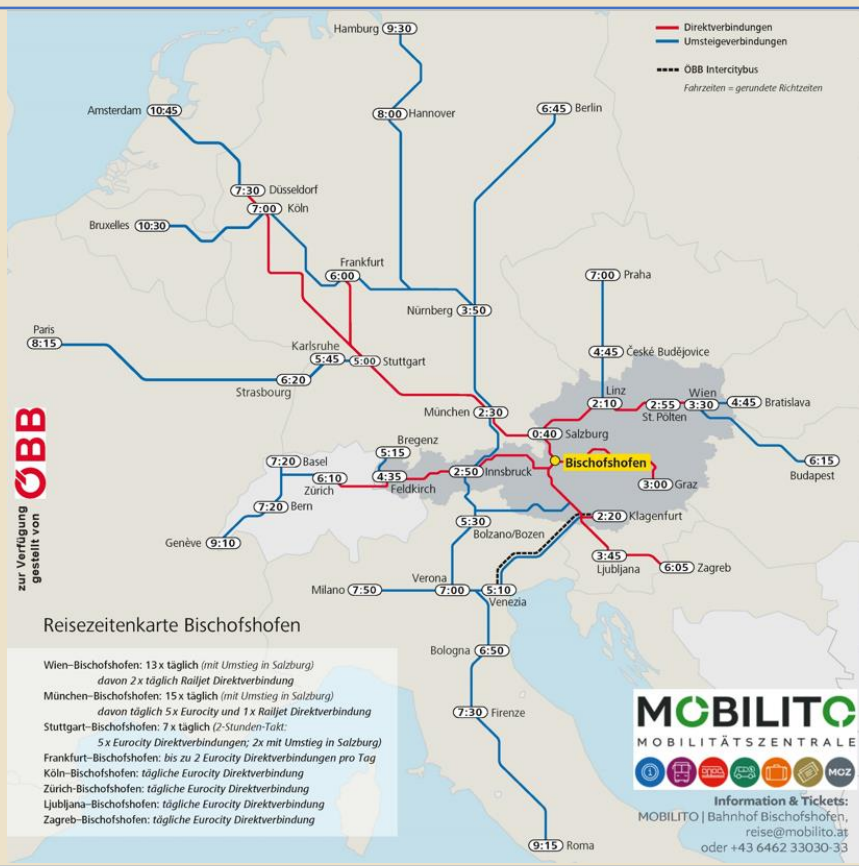 Hamburg 9:30
Direktverbindungen
Umsteigeverbindungen
ÖBB Intercitybus
Fahrzeiten = gerundete Richtzeiten
Amsterdam 10:45
8:00 Hannover
6:45 Berlin
7:30 Düsseldorf
7:00 Köln
Bruxelles 10:30
Frankfurt
6:00
7:00 Praha
Nürnberg 3:50
Paris
8:15
Karlsruhe
5:45
5:00 Stuttgart
Strasbourg
6:20
4:45 České Budějovice
München 2:30
Linz
2:10
2:55
St. Pölten
Wien
3:30
4:45 Bratislava
0:40 Salzburg
Bischofshofen
6:15
Budapest
Bregenz
5:15
7:20 Basel
6:10
Zürich
4:35
Feldkirch
2:50 Innsbruck
3:00 Graz
7:20
Bern
Genève 9:10
5:30
Bolzano/Bozen
2:20 Klagenfurt
3:45
Ljubljana
6:05 Zagreb
Milano 7:50
Verona
7:00
5:10
Venezia
Bologna 6:50
7:30 Firenze
9:15 Roma
zur Verfügung
gestellt von
ÖBB
Reisezeitenkarte Bischofshofen
Wien–Bischofshofen: 13 x täglich (mit Umstieg in Salzburg)
davon 2 x täglich Railjet Direktverbindung
München–Bischofshofen: 15 x täglich (mit Umstieg in Salzburg)
davon täglich 5 x Eurocity und 1 x Railjet Direktverbindung
Stuttgart–Bischofshofen: 7 x täglich (2-Stunden-Takt:
5 x Eurocity Direktverbindungen; 2x mit Umstieg in Salzburg)
Frankfurt–Bischofshofen: bis zu 2 Eurocity Direktverbindungen pro Tag
Köln–Bischofshofen: tägliche Eurocity Direktverbindung
Zürich-Bischofshofen: tägliche Eurocity Direktverbindung
Ljubljana–Bischofshofen: tägliche Eurocity Direktverbindung
Zagreb–Bischofshofen: tägliche Eurocity Direktverbindung
MOBILITO
MOBILITÄTSZENTRALE
MOZ
Information & Tickets:
MOBILITO | Bahnhof Bischofshofen,
reise@mobilito.at
oder +43 6462 33030-33